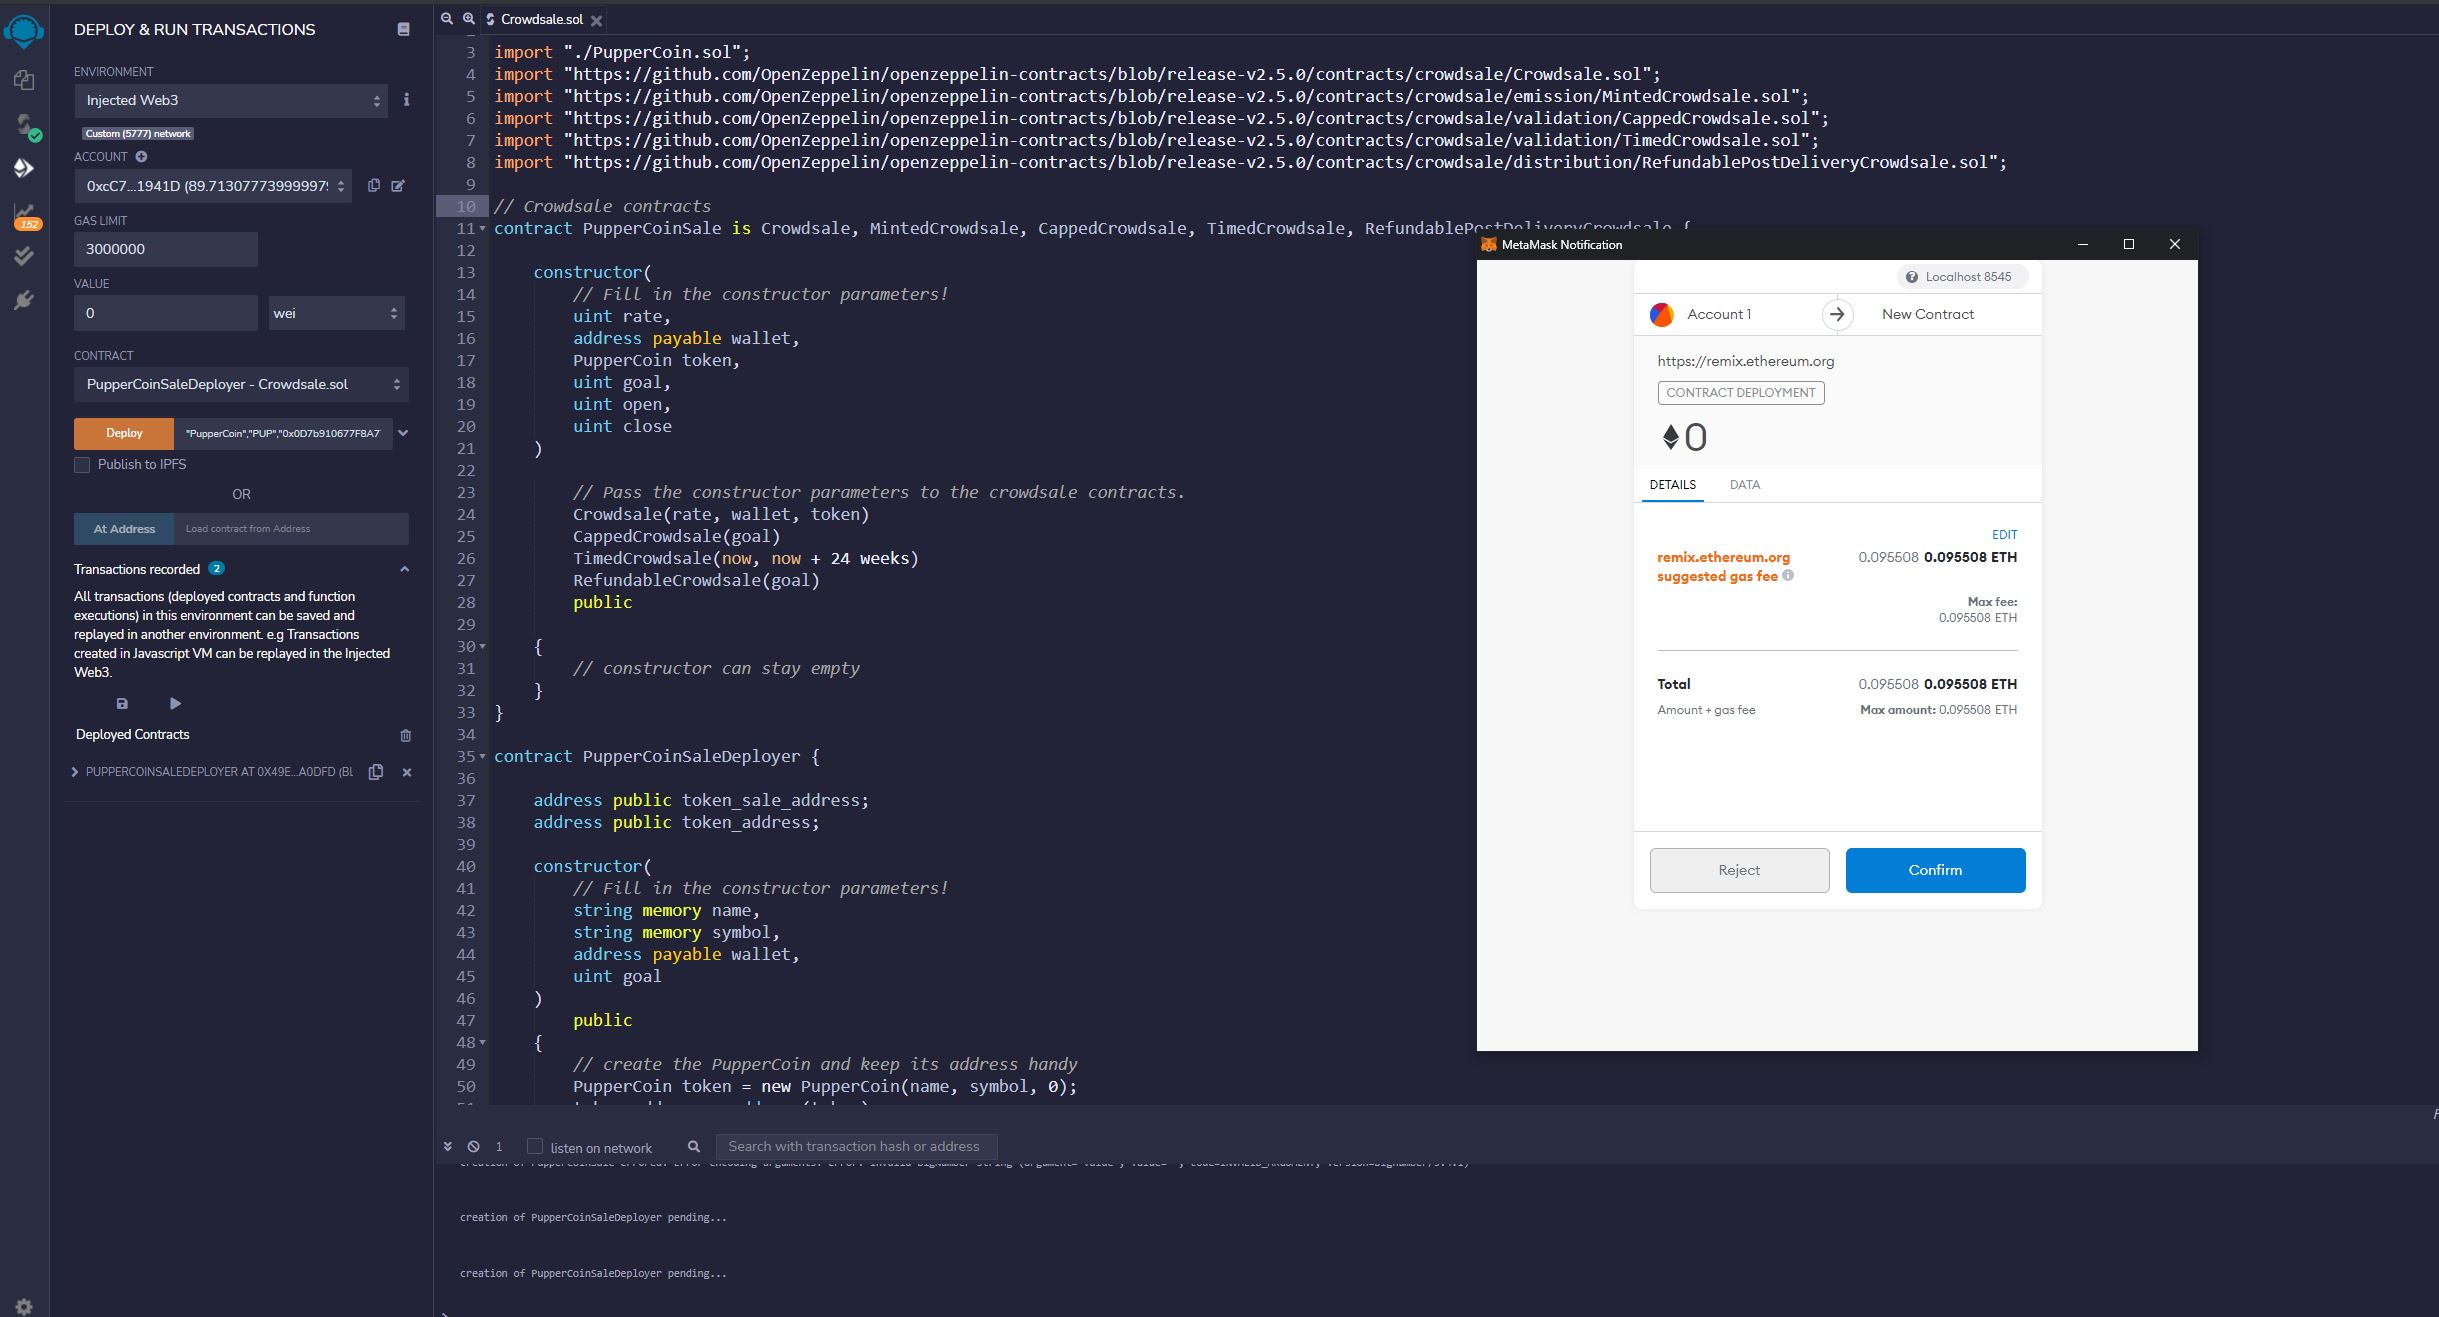 DEPLOY & RUN TRANSACTIONS
ENVIRONMENT
Injected Web3
Custom (5777) network
ACCOUNT
0xcC7...1941D (89.71307773999979
GAS LIMIT
3000000
VALUE
0
wei
CONTRACT
PupperCoinSaleDeployer - Crowdsale.sol
Deploy
"PupperCoin","PUP","0x0D7b910677F8A7
Publish to IPFS
OR
At Address
Load contract from Address
Transactions recorded 2
All transactions (deployed contracts and function
executions) in this environment can be saved and
replayed in another environment. e.g Transactions
created in Javascript VM can be replayed in the Injected
Web3.
Deployed Contracts
PUPPERCOINSALEDEPLOYER AT 0X49E...A0DFD (BL
152
Crowdsale.sol
3 import "./PupperCoin.sol";
4 import "https://github.com/OpenZeppelin/openzeppelin-contracts/blob/release-v2.5.0/contracts/crowdsale/Crowdsale.sol";
5 import "https://github.com/OpenZeppelin/openzeppelin-contracts/blob/release-v2.5.0/contracts/crowdsale/emission/MintedCrowdsale.sol";
6 import "https://github.com/OpenZeppelin/openzeppelin-contracts/blob/release-v2.5.0/contracts/crowdsale/validation/CappedCrowdsale.sol";
7 import "https://github.com/OpenZeppelin/openzeppelin-contracts/blob/release-v2.5.0/contracts/crowdsale/validation/TimedCrowdsale.sol";
8 import "https://github.com/OpenZeppelin/openzeppelin-contracts/blob/release-v2.5.0/contracts/crowdsale/distribution/RefundablePostDeliveryCrowdsale.sol";
9
10 // Crowdsale contracts
11 contract PupperCoinSale is Crowdsale, MintedCrowdsale, CappedCrowdsale, TimedCrowdsale, RefundablePostDeliveryCrowdsale {
12
13 constructor(
14 // Fill in the constructor parameters!
15 uint rate,
16 address payable wallet,
17 PupperCoin token,
18 uint goal,
19 uint open,
20 uint close
21 )
22
23 // Pass the constructor parameters to the crowdsale contracts.
24 Crowdsale(rate, wallet, token)
25 CappedCrowdsale(goal)
26 TimedCrowdsale(now, now + 24 weeks)
27 RefundableCrowdsale(goal)
28 public
29
30 {
31 // constructor can stay empty
32 }
33 }
34
35 contract PupperCoinSaleDeployer {
36
37 address public token_sale_address;
38 address public token_address;
39
40 constructor(
41 // Fill in the constructor parameters!
42 string memory name,
43 string memory symbol,
44 address payable wallet,
45 uint goal
46 )
47 public
48 {
49 // create the PupperCoin and keep its address handy
50 PupperCoin token = new PupperCoin(name, symbol, 0);
1
listen on network
Search with transaction hash or address
creation of PupperCoinSaleDeployer pending...
creation of PupperCoinSaleDeployer pending...
MetaMask Notification
Localhost 8545
Account 1
New Contract
https://remix.ethereum.org
CONTRACT DEPLOYMENT
0
DETAILS
DATA
EDIT
remix.ethereum.org 0.095508 0.095508 ETH
suggested gas fee
Max fee:
0.095508 ETH
Total 0.095508 0.095508 ETH
Amount + gas fee Max amount: 0.095508 ETH
Reject
Confirm